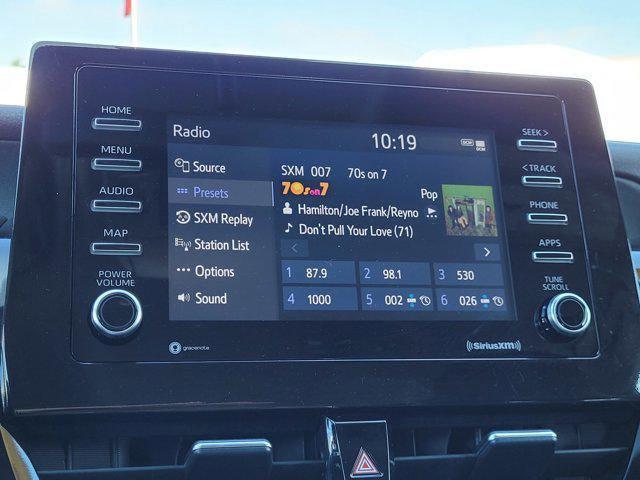 HOME
MENU
AUDIO
MAP
POWER
VOLUME
Radio
10:19
DCM
Source
Presets
SXM Replay
Station List
Options
Sound
SXM 007 70s on 7
70s on 7
Pop
Hamilton/Joe Frank/Reyno
Don't Pull Your Love (71)
1 87.9
2 98.1
3 530
4 1000
5 002
6 026
SEEK >
< TRACK
PHONE
APPS
TUNE
SCROLL
gracenote
SiriusXM